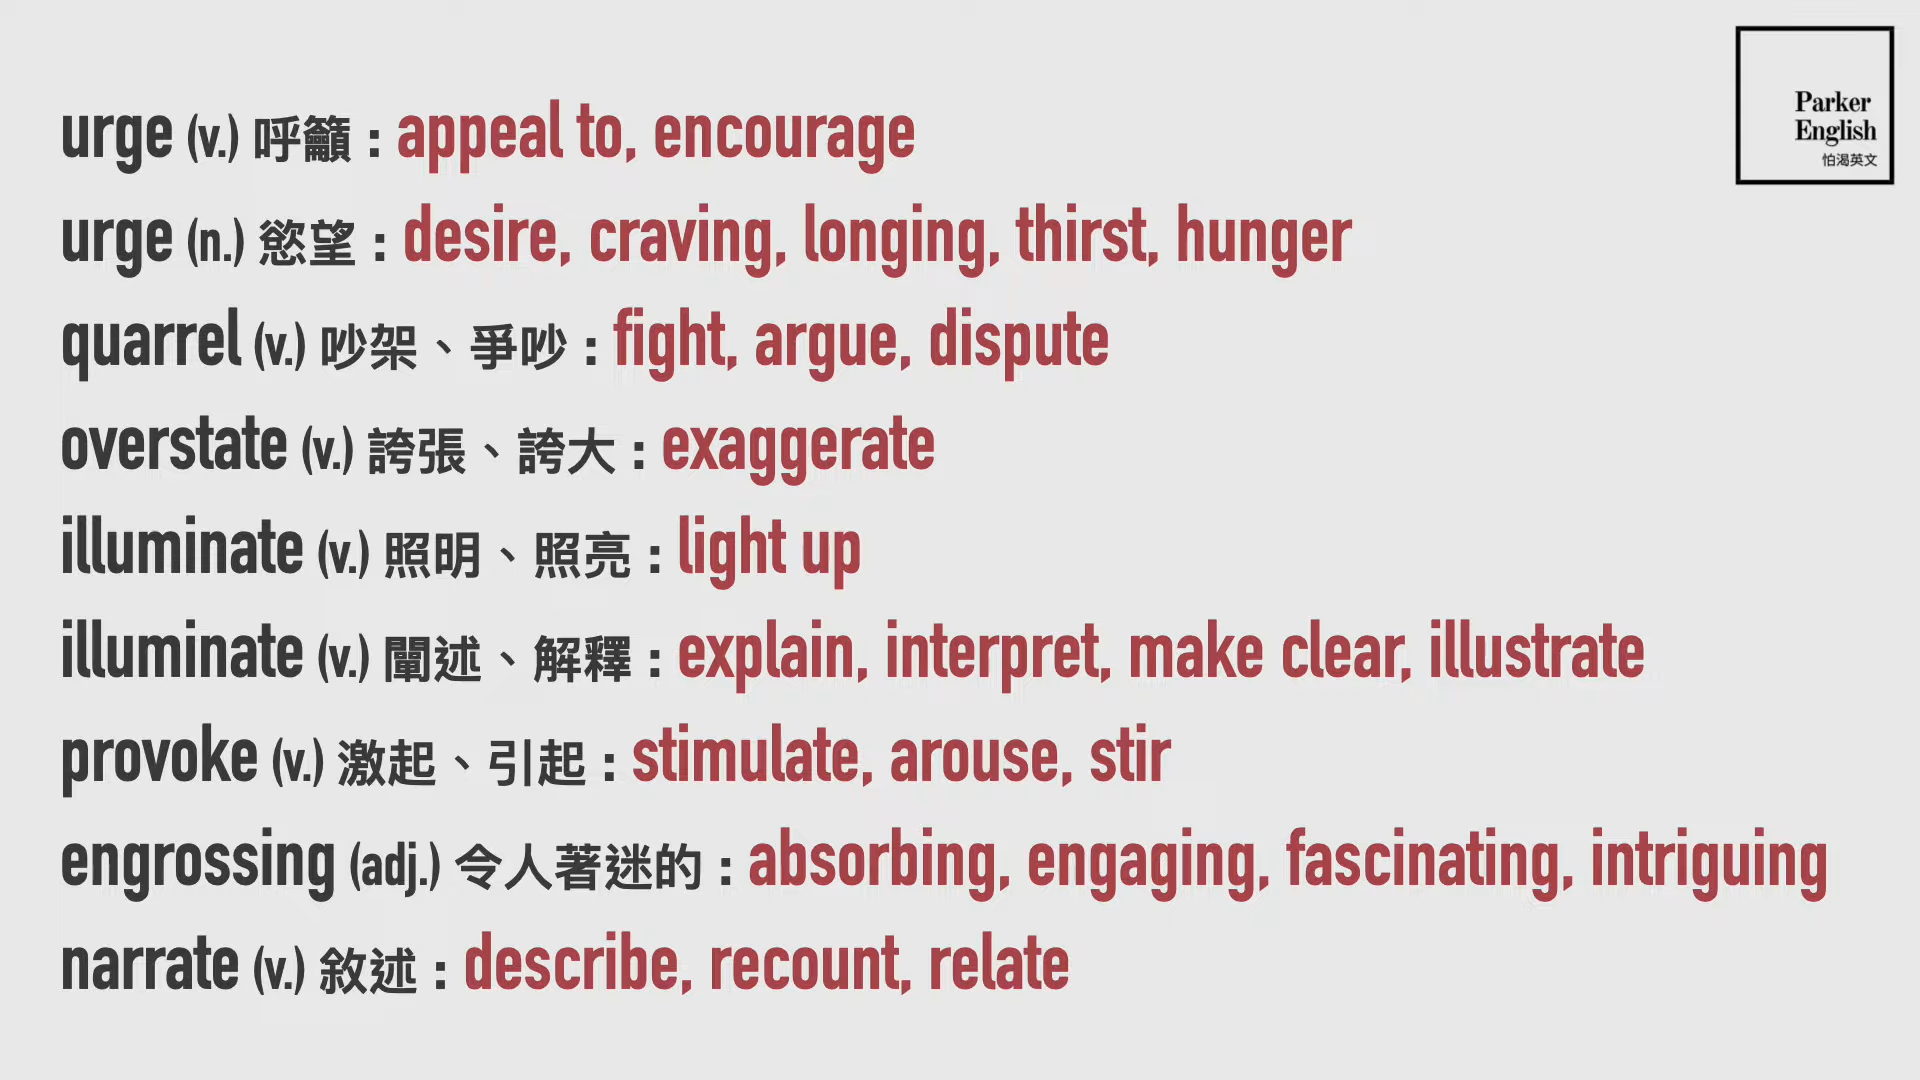 urge (v.) 呼籲 : appeal to, encourage
urge (n.) 慾望 : desire, craving, longing, thirst, hunger
quarrel (v.) 吵架、爭吵 : fight, argue, dispute
overstate (v.) 誇張、誇大 : exaggerate
illuminate (v.) 照明、照亮 : light up
illuminate (v.) 闡述、解釋 : explain, interpret, make clear, illustrate
provoke (v.) 激起、引起 : stimulate, arouse, stir
engrossing (adj.) 令人著迷的 : absorbing, engaging, fascinating, intriguing
narrate (v.) 敘述 : describe, recount, relate
Parker
English
怕渴英文